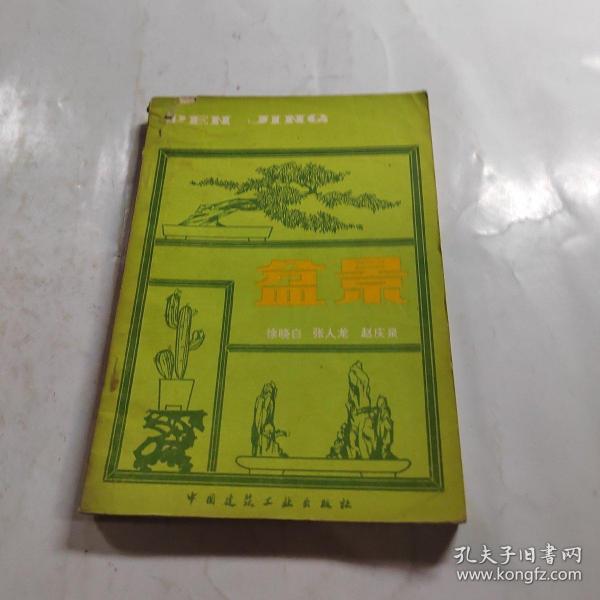 PEN JING
盆景
徐晓白 张人龙 赵庆泉
中国建筑工业出版社
孔夫子旧书网
www.kongfz.com